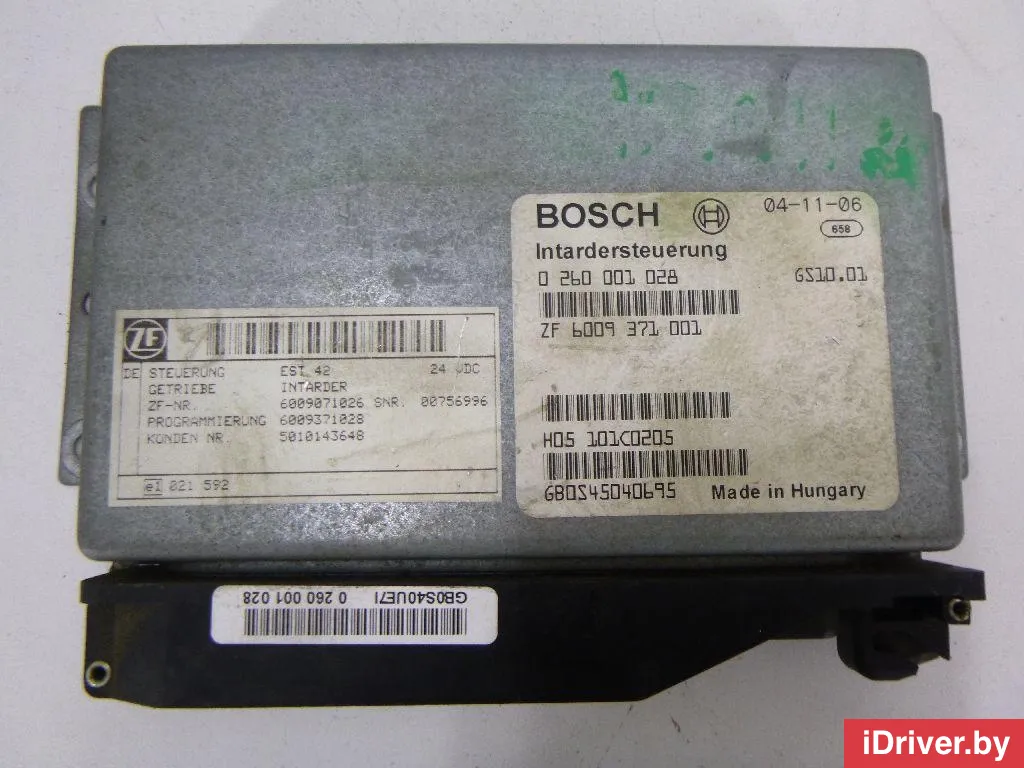 BOSCH 04-11-06
658
Intardersteuerung
0 260 001 028 GS10.01
ZF 6009 371 001
H05 101C0205
GB0S45040695 Made in Hungary
ZF
DE STEUERUNG EST 42 24 VDC
GETRIEBE INTARDER
ZF-NR. 6009071026 SNR. 00756996
PROGRAMMIERUNG 6009371028
KUNDEN NR. 5010143648
e1 021 592
GB0S40UE7I 0 260 001 028
iDriver.by